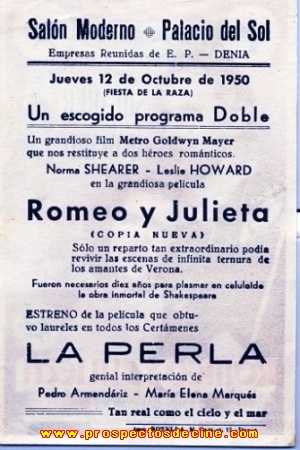 Salón Moderno Palacio del Sol
Empresas Reunidas de E. P. — DENIA
Jueves 12 de Octubre de 1950
(FIESTA DE LA RAZA)
Un escogido programa Doble
Un grandioso film Metro Goldwyn Mayer
que nos restituye a dos héroes románticos.
Norma SHEARER - Leslie HOWARD
en la grandiosa película
Romeo y Julieta
(COPIA NUEVA)
Sólo un reparto tan extraordinario podía
revivir las escenas de infinita ternura de
los amantes de Verona.
Fueron necesarios diez años para plasmar en celuloide
la obra inmortal de Shakespeare
ESTRENO de la película que obtu-
vo laureles en todos los Certámenes
LA PERLA
genial interpretación de
Pedro Armendáriz - María Elena Marqués
Tan real como el cielo y el mar
www.prospectosdecine.com